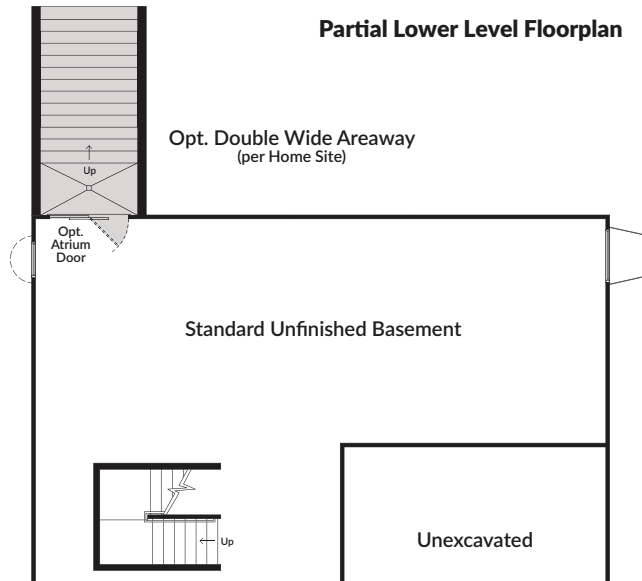 Partial Lower Level Floorplan
Opt. Double Wide Areaway
(per Home Site)
Up
Opt.
Atrium
Door
Standard Unfinished Basement
Up
Unexcavated